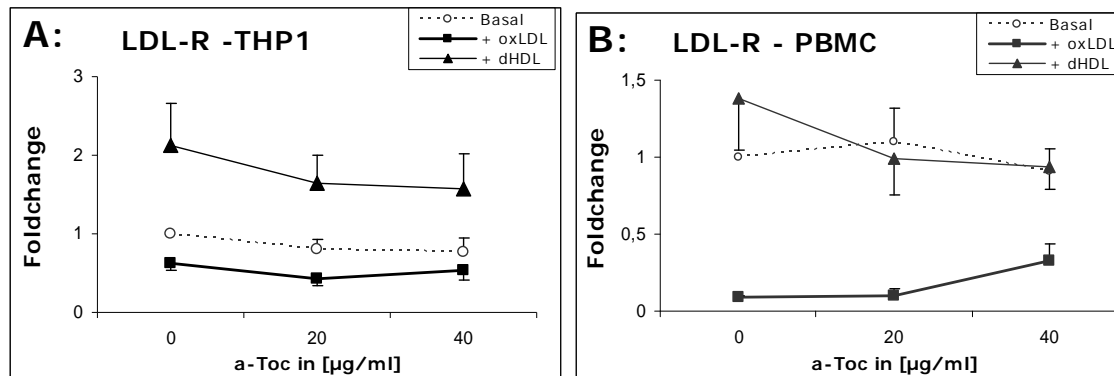 A:
LDL-R -THP1
Basal
+ oxLDL
+ dHDL
3
2
1
0
Foldchange
0 20 40
a-Toc in [µg/ml]
B:
LDL-R - PBMC
Basal
+ oxLDL
+ dHDL
1,5
1
0,5
0
Foldchange
0 20 40
a-Toc in [µg/ml]